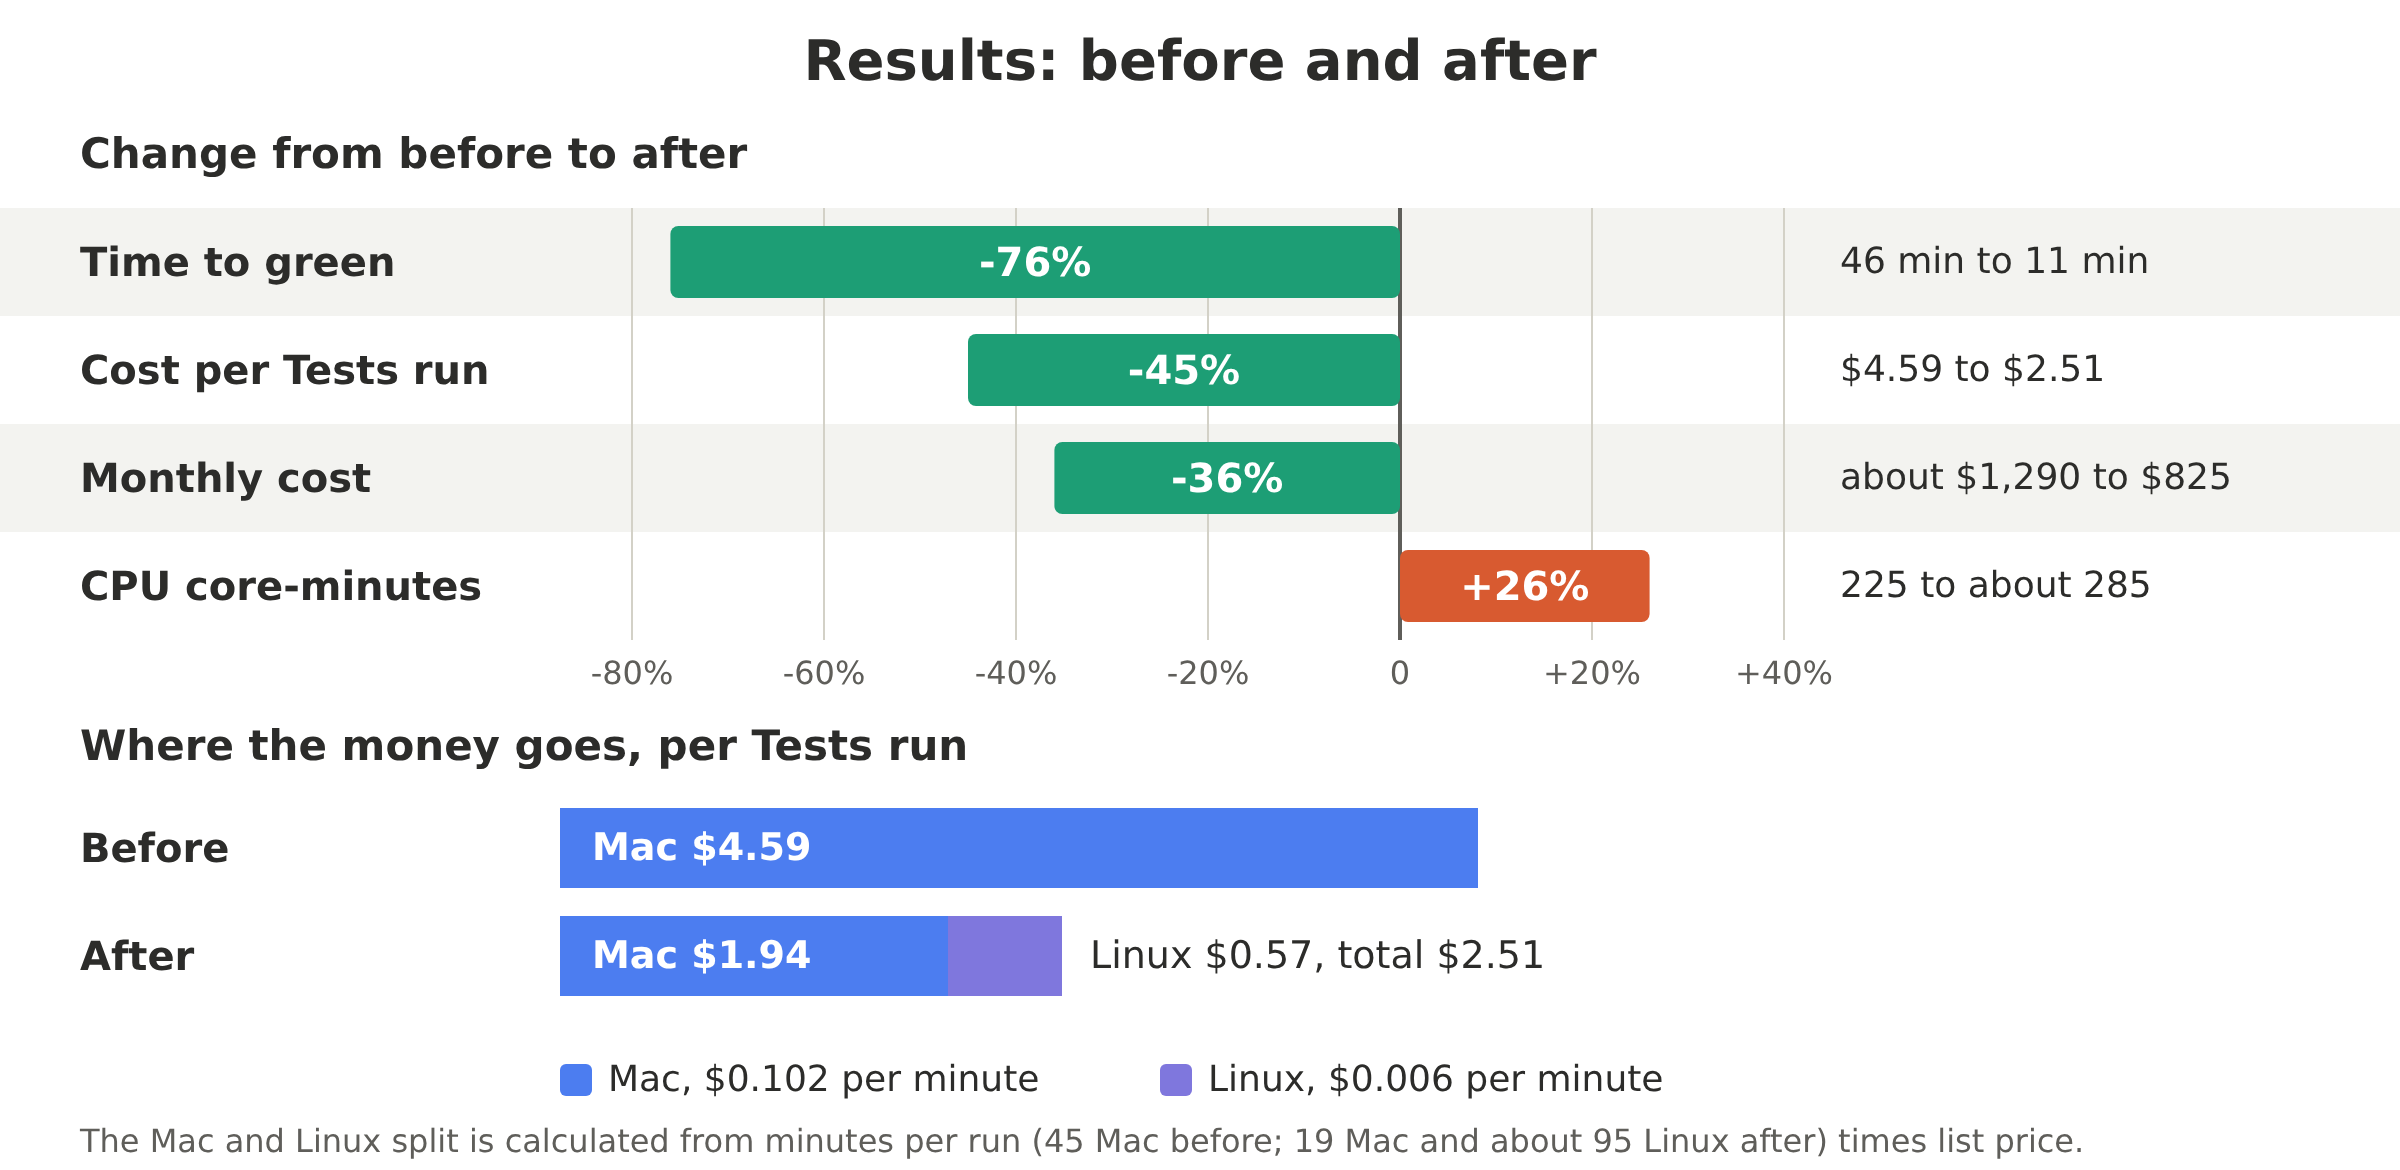 Results: before and after
Change from before to after
Time to green -76% 46 min to 11 min
Cost per Tests run -45% $4.59 to $2.51
Monthly cost -36% about $1,290 to $825
CPU core-minutes +26% 225 to about 285
-80% -60% -40% -20% 0 +20% +40%
Where the money goes, per Tests run
Before Mac $4.59
After Mac $1.94 Linux $0.57, total $2.51
Mac, $0.102 per minute Linux, $0.006 per minute
The Mac and Linux split is calculated from minutes per run (45 Mac before; 19 Mac and about 95 Linux after) times list price.